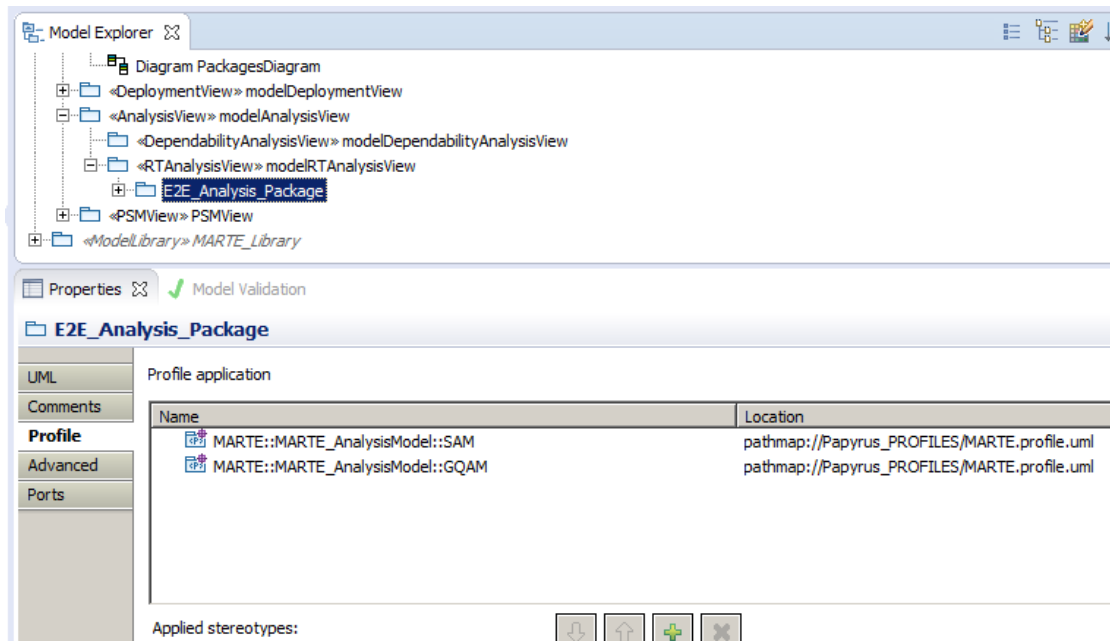 Model Explorer
Diagram PackagesDiagram
«DeploymentView» modelDeploymentView
«AnalysisView» modelAnalysisView
«DependabilityAnalysisView» modelDependabilityAnalysisView
«RTAnalysisView» modelRTAnalysisView
E2E_Analysis_Package
«PSMView» PSMView
«ModelLibrary» MARTE_Library
Properties Model Validation
E2E_Analysis_Package
UML
Profile application
Comments
Name Location
Profile
MARTE::MARTE_AnalysisModel::SAM pathmap://Papyrus_PROFILES/MARTE.profile.uml
Advanced
MARTE::MARTE_AnalysisModel::GQAM pathmap://Papyrus_PROFILES/MARTE.profile.uml
Ports
Applied stereotypes: